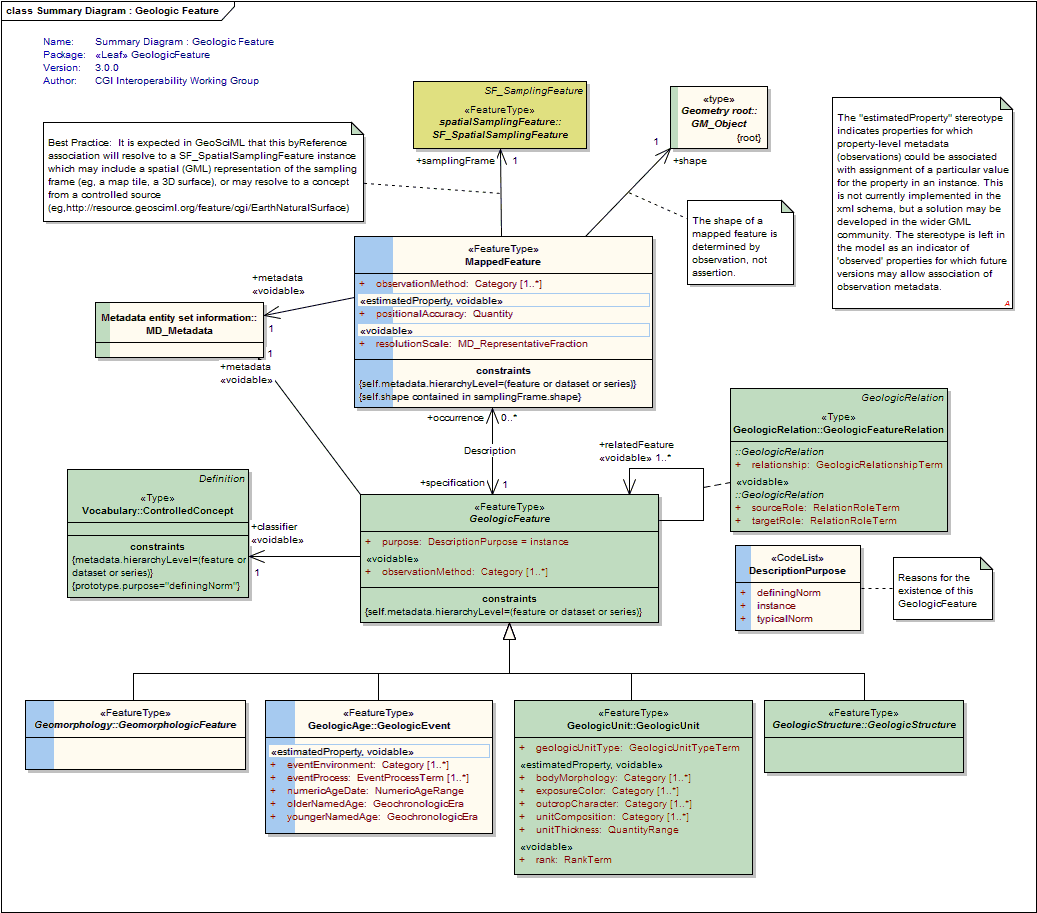 class Summary Diagram : Geologic Feature
Name: Summary Diagram : Geologic Feature
Package: «Leaf» GeologicFeature
Version: 3.0.0
Author: CGI Interoperability Working Group
Best Practice: It is expected in GeoSciML that this byReference
association will resolve to a SF_SpatialSamplingFeature instance
which may include a spatial (GML) representation of the sampling
frame (eg, a map tile, a 3D surface), or may resolve to a concept
from a controlled source
(eg,http://resource.geosciml.org/feature/cgi/EarthNaturalSurface)
SF_SamplingFeature
«FeatureType»
spatialSamplingFeature::
SF_SpatialSamplingFeature
+samplingFrame 1
«type»
Geometry root::
GM_Object
{root}
1
+shape
The "estimatedProperty" stereotype
indicates properties for which
property-level metadata
(observations) could be associated
with assignment of a particular value
for the property in an instance. This
is not currently implemented in the
xml schema, but a solution may be
developed in the wider GML
community. The stereotype is left in
the model as an indicator of
'observed' properties for which future
versions may allow association of
observation metadata.
A
The shape of a
mapped feature is
determined by
observation, not
assertion.
«FeatureType»
MappedFeature
+ observationMethod: Category [1..*]
«estimatedProperty, voidable»
+ positionalAccuracy: Quantity
«voidable»
+ resolutionScale: MD_RepresentativeFraction
constraints
{self.metadata.hierarchyLevel=(feature or dataset or series)}
{self.shape contained in samplingFrame.shape}
+metadata
«voidable»
1
Metadata entity set information::
MD_Metadata
1
+metadata
«voidable»
+occurrence 0..*
Description
+specification 1
+relatedFeature
«voidable» 1..*
GeologicRelation
«Type»
GeologicRelation::GeologicFeatureRelation
::GeologicRelation
+ relationship: GeologicRelationshipTerm
«voidable»
::GeologicRelation
+ sourceRole: RelationRoleTerm
+ targetRole: RelationRoleTerm
Definition
«Type»
Vocabulary::ControlledConcept
constraints
{metadata.hierarchyLevel=(feature or
dataset or series)}
{prototype.purpose="definingNorm"}
+classifier
«voidable»
1
«FeatureType»
GeologicFeature
+ purpose: DescriptionPurpose = instance
«voidable»
+ observationMethod: Category [1..*]
constraints
{self.metadata.hierarchyLevel=(feature or dataset or series)}
«CodeList»
DescriptionPurpose
+ definingNorm
+ instance
+ typicalNorm
Reasons for the
existence of this
GeologicFeature
«FeatureType»
Geomorphology::GeomorphologicFeature
«FeatureType»
GeologicAge::GeologicEvent
«estimatedProperty, voidable»
+ eventEnvironment: Category [1..*]
+ eventProcess: EventProcessTerm [1..*]
+ numericAgeDate: NumericAgeRange
+ olderNamedAge: GeochronologicEra
+ youngerNamedAge: GeochronologicEra
«FeatureType»
GeologicUnit::GeologicUnit
+ geologicUnitType: GeologicUnitTypeTerm
«estimatedProperty, voidable»
+ bodyMorphology: Category [1..*]
+ exposureColor: Category [1..*]
+ outcropCharacter: Category [1..*]
+ unitComposition: Category [1..*]
+ unitThickness: QuantityRange
«voidable»
+ rank: RankTerm
«FeatureType»
GeologicStructure::GeologicStructure